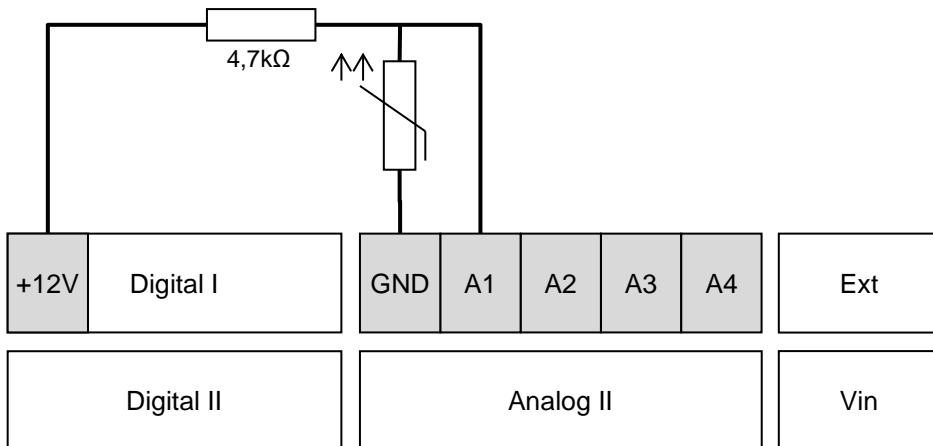 4,7kΩ
+12V Digital I GND A1 A2 A3 A4 Ext
Digital II Analog II Vin